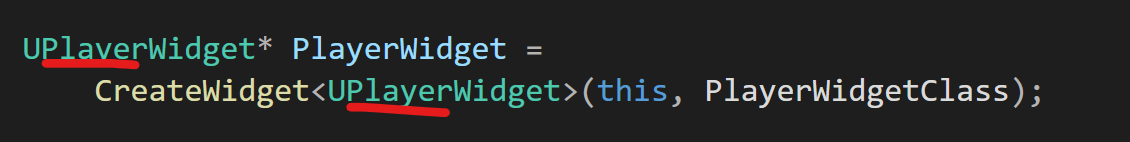 UPlayerWidget* PlayerWidget =
CreateWidget<UPlayerWidget>(this, PlayerWidgetClass);